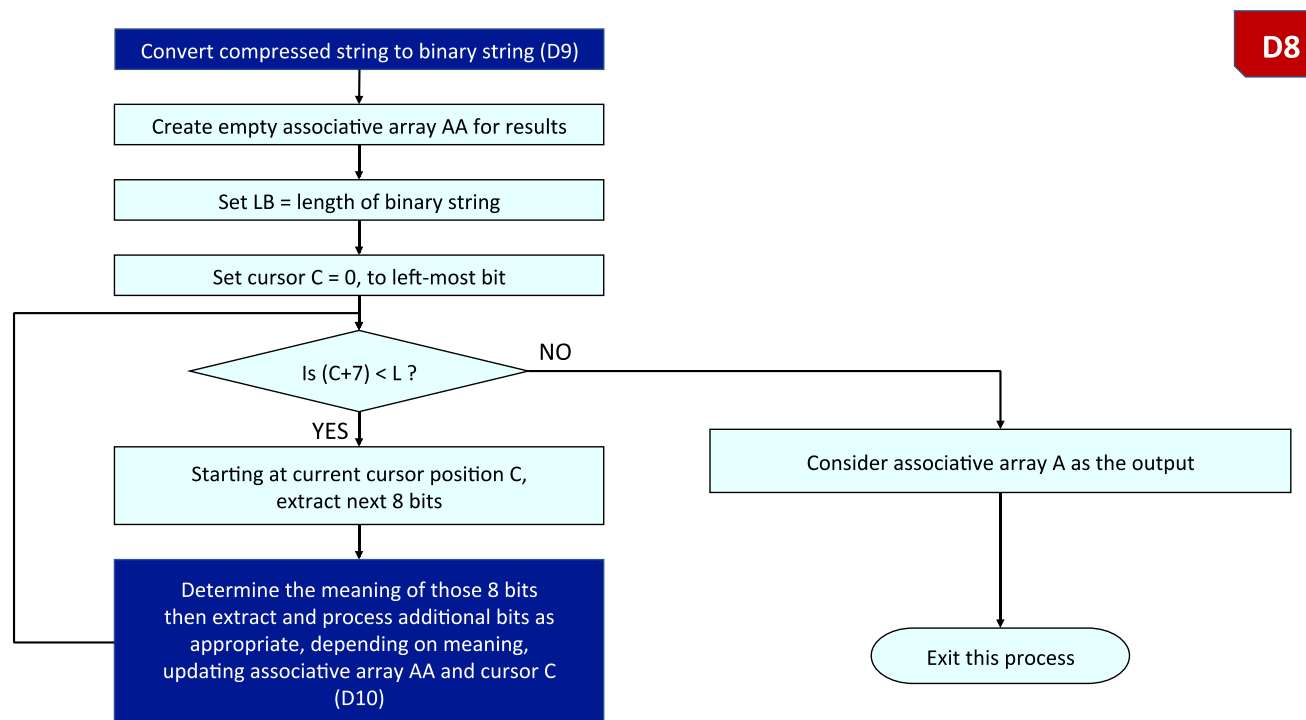 D8
Convert compressed string to binary string (D9)
Create empty associative array AA for results
Set LB = length of binary string
Set cursor C = 0, to left-most bit
Is (C+7) < L ?
NO
YES
Starting at current cursor position C,
extract next 8 bits
Determine the meaning of those 8 bits
then extract and process additional bits as
appropriate, depending on meaning,
updating associative array AA and cursor C
(D10)
Consider associative array A as the output
Exit this process